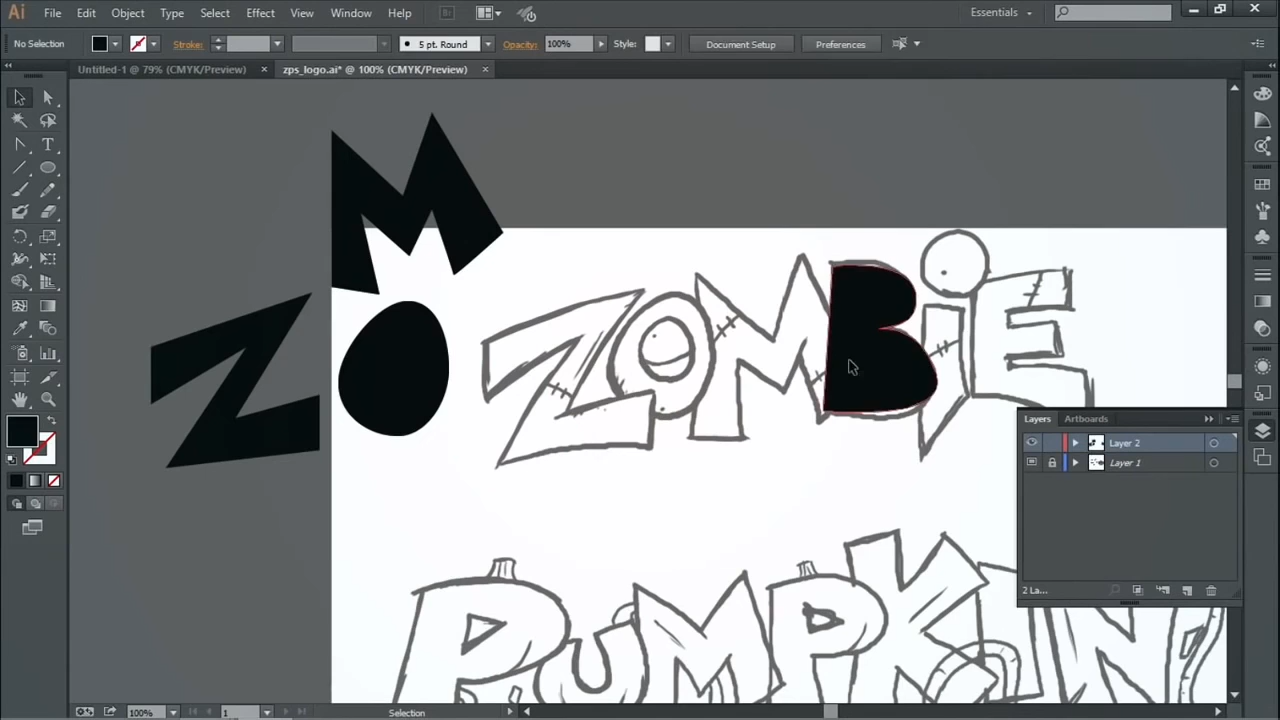 Ai File Edit Object Type Select Effect View Window Help Br Essentials
No Selection Stroke: 5 pt. Round Opacity: 100% Style: Document Setup Preferences
Untitled-1 @ 79% (CMYK/Preview) × zps_logo.ai* @ 100% (CMYK/Preview) ×
M
Z O ZOMBiE
Layers Artboards
Layer 2
Layer 1
2 La...
PUMPKIN
100% 1 Selection